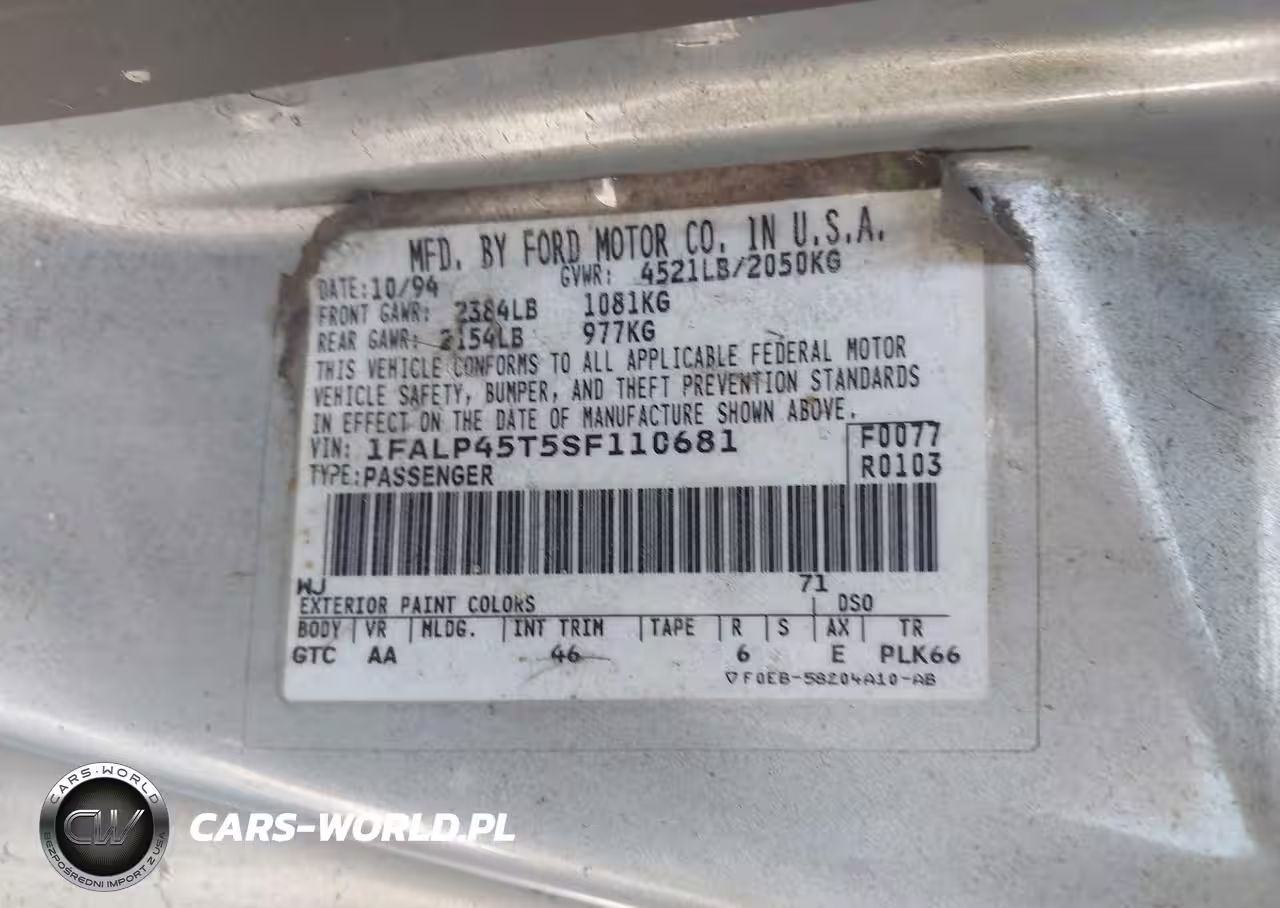 MFD. BY FORD MOTOR CO. IN U.S.A.
DATE: 10/94 GVWR: 4521LB/2050KG
FRONT GAWR: 2384LB 1081KG
REAR GAWR: 2154LB 977KG
THIS VEHICLE CONFORMS TO ALL APPLICABLE FEDERAL MOTOR
VEHICLE SAFETY, BUMPER, AND THEFT PREVENTION STANDARDS
IN EFFECT ON THE DATE OF MANUFACTURE SHOWN ABOVE.
VIN: 1FALP45T5SF110681 F0077
TYPE: PASSENGER R0103
WJ 71
EXTERIOR PAINT COLORS DSO
BODY VR MLDG. INT TRIM TAPE R S AX TR
GTC AA 46 6 E PLK66
▽F0EB-58204A10-AB
CARS-WORLD
CW
BEZPOŚREDNI IMPORT Z USA
CARS-WORLD.PL